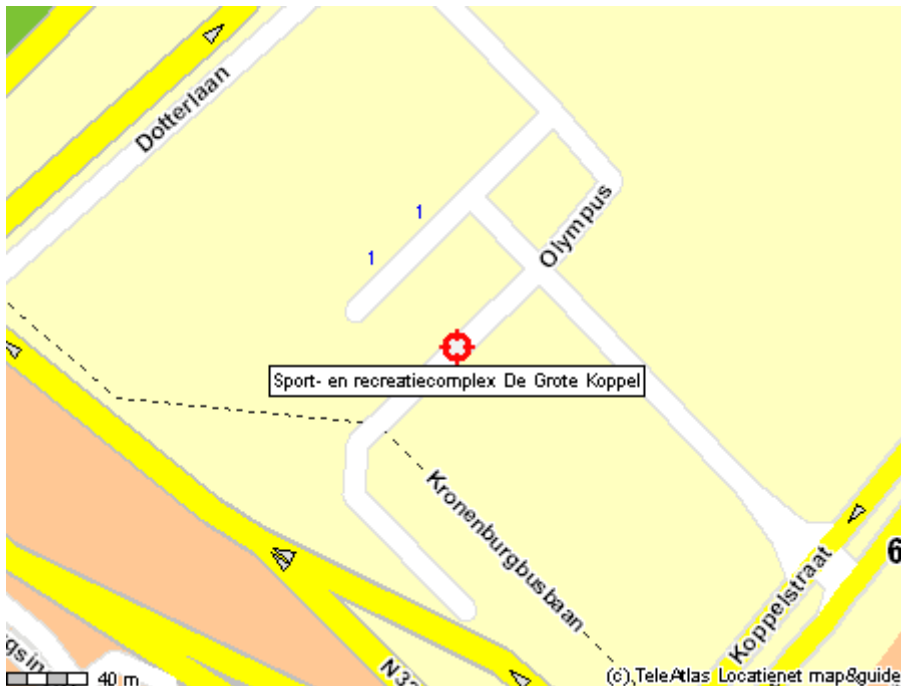 Dotterlaan
Olympus
1
1
Sport- en recreatiecomplex De Grote Koppel
Kronenburgbusbaan
Koppelstraat
6
40 m
(c) TeleAtlas Locatienet map&guide